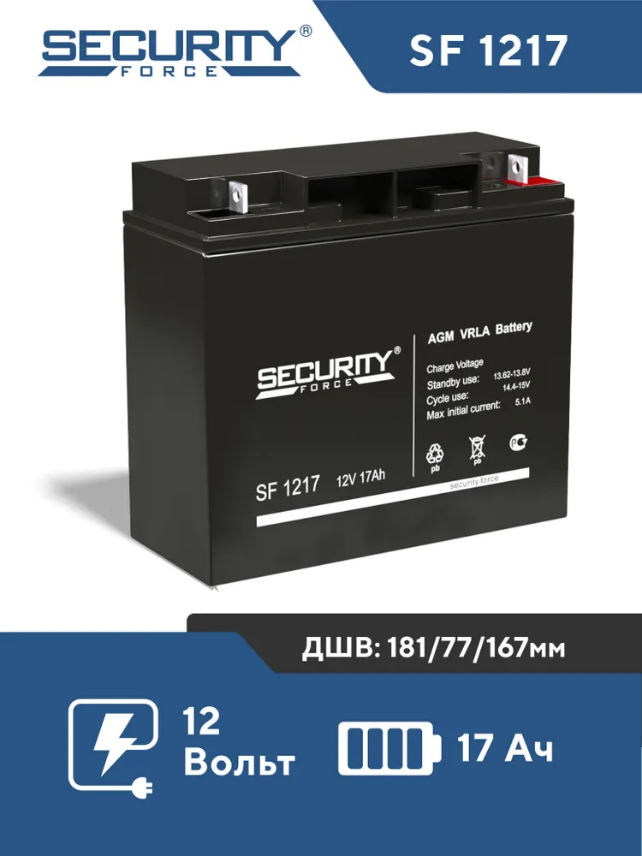 SECURITY®
FORCE
SF 1217
AGM VRLA Battery
Charge Voltage
Standby use: 13.62-13.8V
Cycle use: 14.4-15V
Max initial current: 5.1A
SECURITY®
FORCE
pb
pb
SF 1217 12V 17Ah
security force
ДШВ: 181/77/167мм
12
Вольт
17 Ач